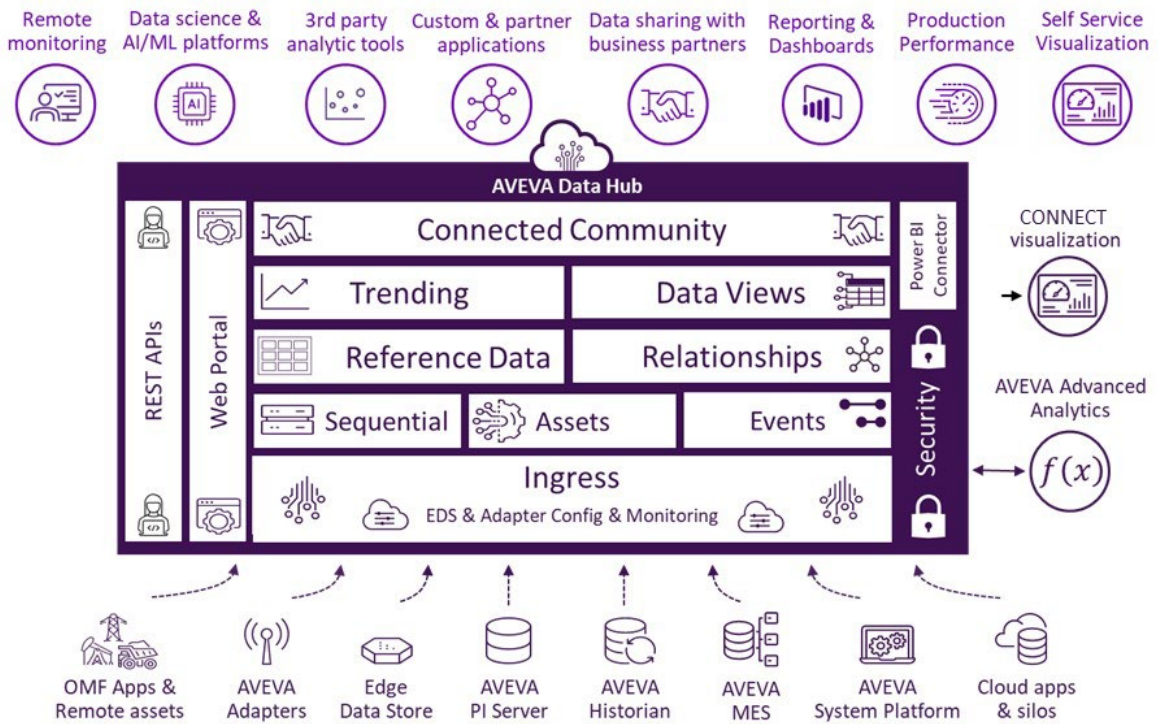 Remote
monitoring
Data science &
AI/ML platforms
3rd party
analytic tools
Custom & partner
applications
Data sharing with
business partners
Reporting &
Dashboards
Production
Performance
Self Service
Visualization
AI
AVEVA Data Hub
REST APIs
Web Portal
Connected Community
Trending
Data Views
Reference Data
Relationships
Sequential
Assets
Events
Ingress
EDS & Adapter Config & Monitoring
Power BI
Connector
Security
CONNECT
visualization
AVEVA Advanced
Analytics
f(x)
OMF Apps &
Remote assets
AVEVA
Adapters
Edge
Data Store
AVEVA
PI Server
AVEVA
Historian
AVEVA
MES
AVEVA
System Platform
Cloud apps
& silos